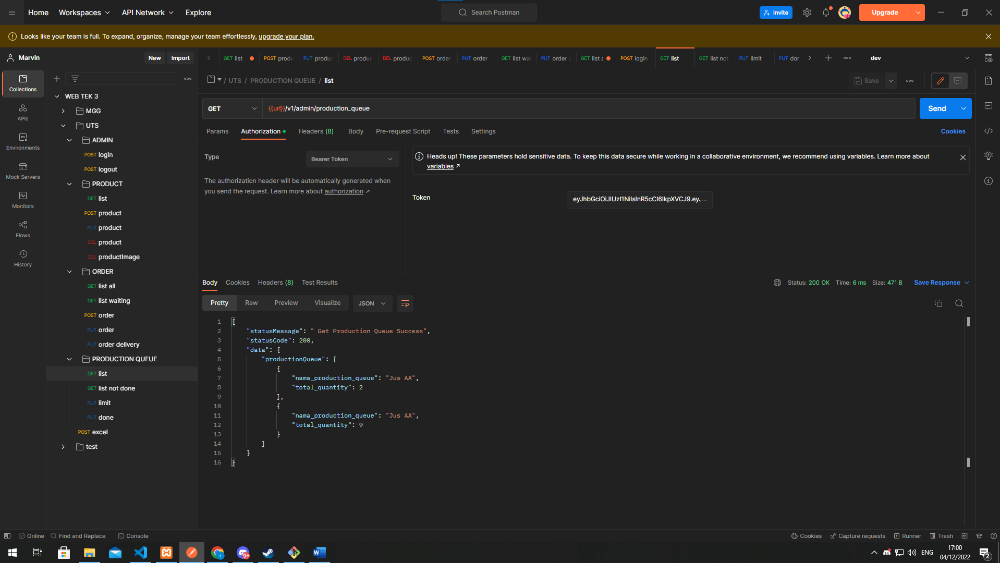 Home Workspaces API Network Explore Search Postman Invite Upgrade
Looks like your team is full. To expand, organize, manage your team effortlessly, upgrade your plan.
Marvin New Import
GET list POST produ PUT produc DEL produc DEL produc POST order PUT order GET list wai PUT order d GET list a POST login GET list GET list not PUT limit PUT don dev
Collections
APIs
Environments
Mock Servers
Monitors
Flows
History
WEB TEK 3
MGG
UTS
ADMIN
POST login
POST logout
PRODUCT
GET list
POST product
PUT product
DEL product
DEL productImage
ORDER
GET list all
GET list waiting
POST order
PUT order
PUT order delivery
PRODUCTION QUEUE
GET list
GET list not done
PUT limit
PUT done
POST excel
test
/ UTS / PRODUCTION QUEUE / list Save
GET {{url}}/v1/admin/production_queue Send
Params Authorization Headers (8) Body Pre-request Script Tests Settings Cookies
Type Bearer Token
The authorization header will be automatically generated when
you send the request. Learn more about authorization ↗
Heads up! These parameters hold sensitive data. To keep this data secure while working in a collaborative environment, we recommend using variables. Learn more about
variables ↗
Token
Body Cookies Headers (8) Test Results Status: 200 OK Time: 6 ms Size: 471 B Save Response
Pretty Raw Preview Visualize JSON
1 {
2 "statusMessage": " Get Production Queue Success",
3 "statusCode": 200,
4 "data": {
5 "productionQueue": [
6 {
7 "nama_production_queue": "Jus AA",
8 "total_quantity": 2
9 },
10 {
11 "nama_production_queue": "Jus AA",
12 "total_quantity": 9
13 }
14 ]
15 }
16 }
Online Find and Replace Console Cookies Capture requests Runner Trash
9+ ENG 17:00
04/12/2022 2